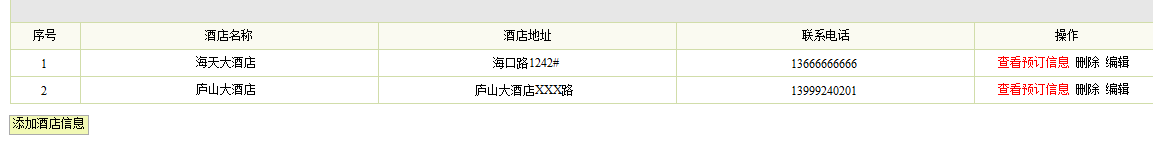 序号 酒店名称 酒店地址 联系电话 操作
1 海天大酒店 海口路1242# 13666666666 查看预订信息 删除 编辑
2 庐山大酒店 庐山大酒店XXX路 13999240201 查看预订信息 删除 编辑
添加酒店信息